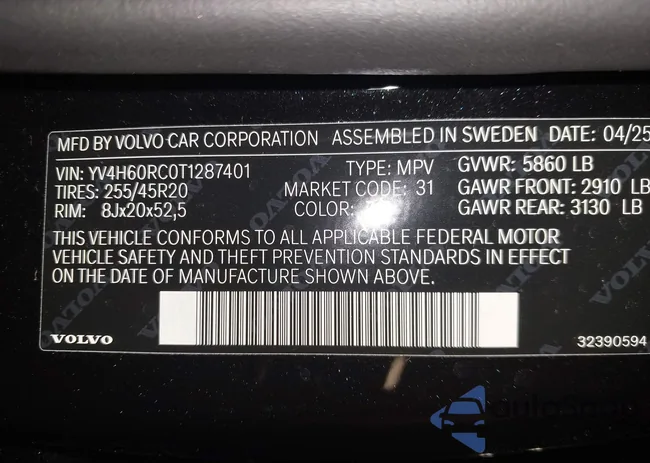 MFD BY VOLVO CAR CORPORATION ASSEMBLED IN SWEDEN DATE: 04/25
VIN: YV4H60RC0T1287401 TYPE: MPV GVWR: 5860 LB
TIRES: 255/45R20 MARKET CODE: 31 GAWR FRONT: 2910 LB
RIM: 8Jx20x52,5 COLOR: GAWR REAR: 3130 LB
THIS VEHICLE CONFORMS TO ALL APPLICABLE FEDERAL MOTOR
VEHICLE SAFETY AND THEFT PREVENTION STANDARDS IN EFFECT
ON THE DATE OF MANUFACTURE SHOWN ABOVE.
VOLVO 32390594